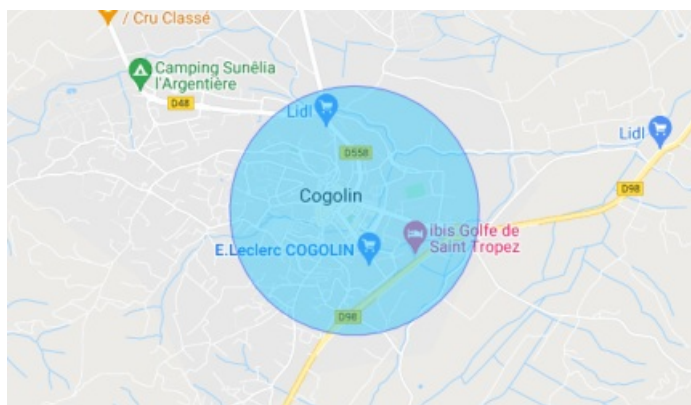 / Cru Classé
Camping Sunêlia
l'Argentière
D48
Lidl
D558
Lidl
D98
Cogolin
ibis Golfe de
Saint Tropez
E.Leclerc COGOLIN
D98